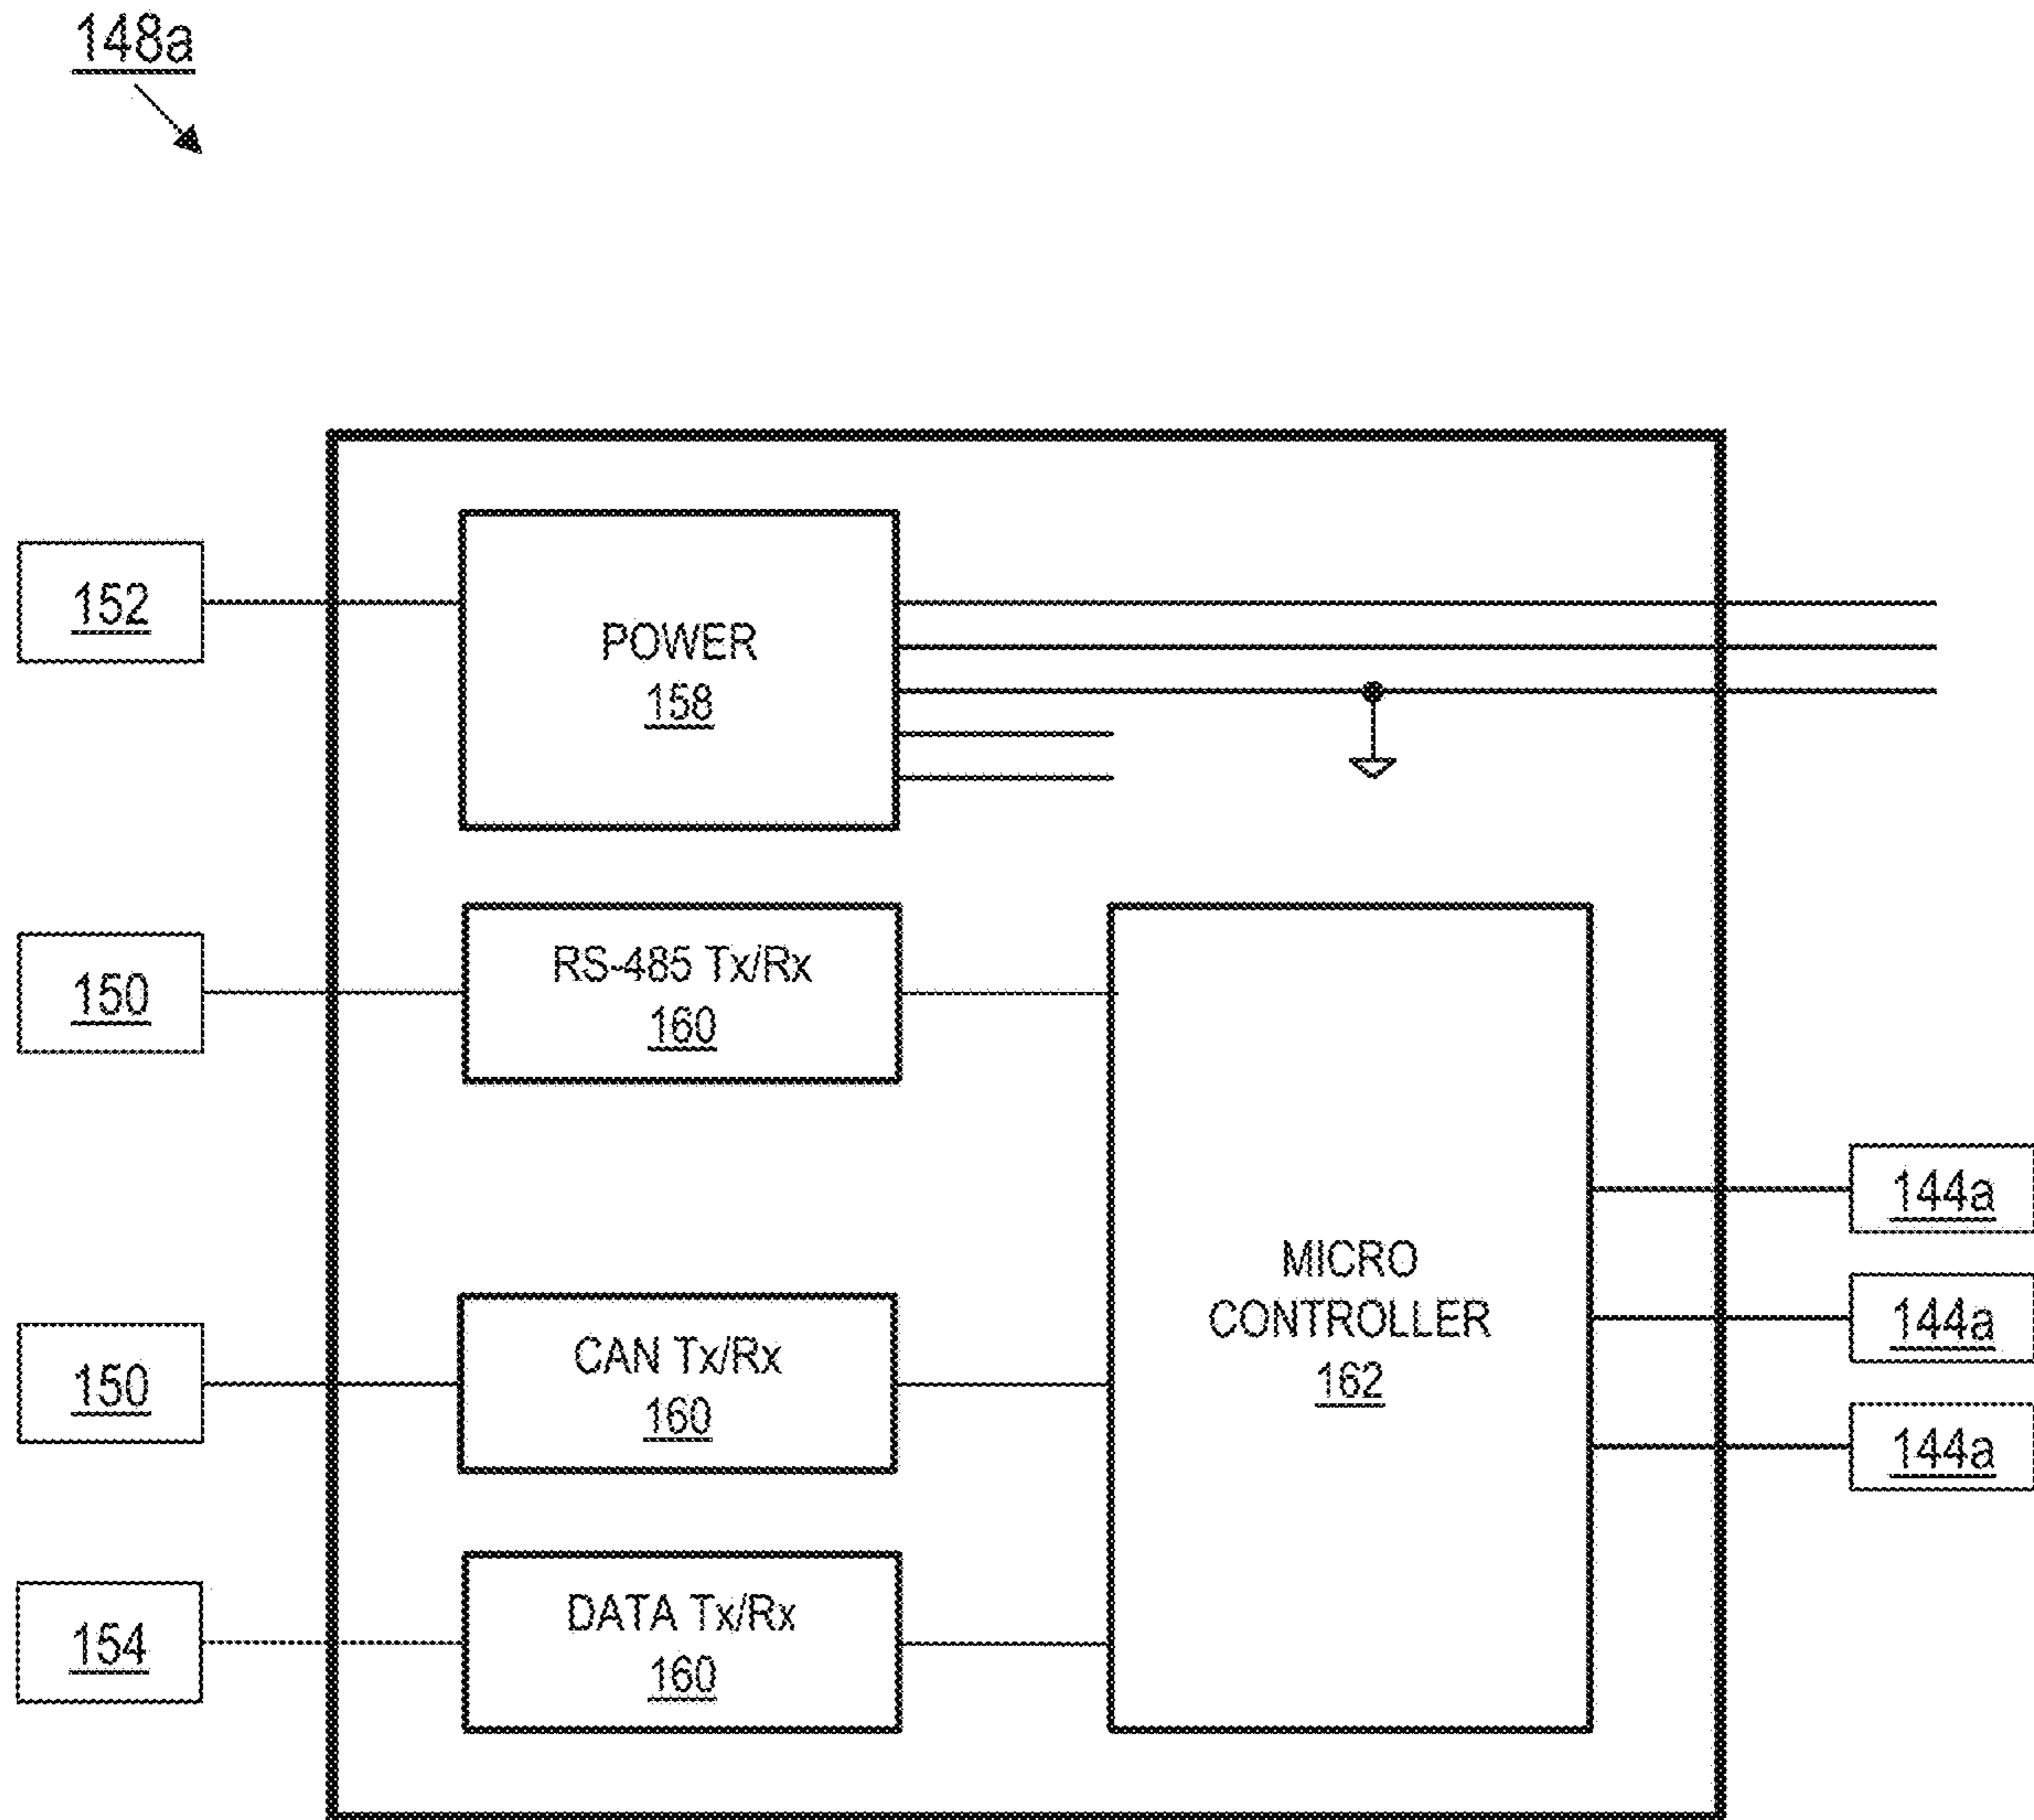 148a
152
POWER
158
150
RS-485 Tx/Rx
160
144a
MICRO
CONTROLLER
162
144a
150
CAN Tx/Rx
160
144a
154
DATA Tx/Rx
160